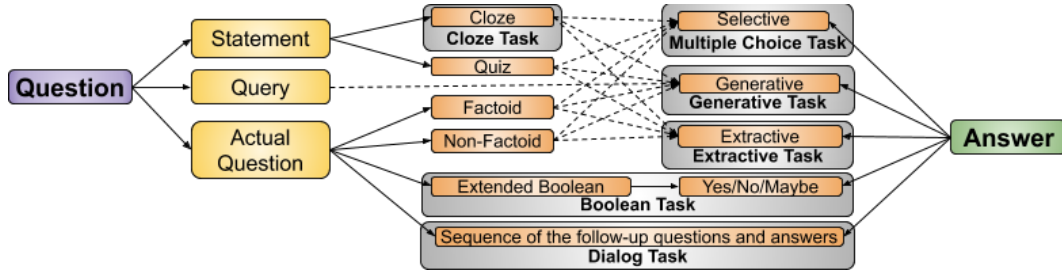 Question
Statement
Query
Actual
Question
Cloze
Cloze Task
Quiz
Factoid
Non-Factoid
Selective
Multiple Choice Task
Generative
Generative Task
Extractive
Extractive Task
Extended Boolean
Yes/No/Maybe
Boolean Task
Sequence of the follow-up questions and answers
Dialog Task
Answer